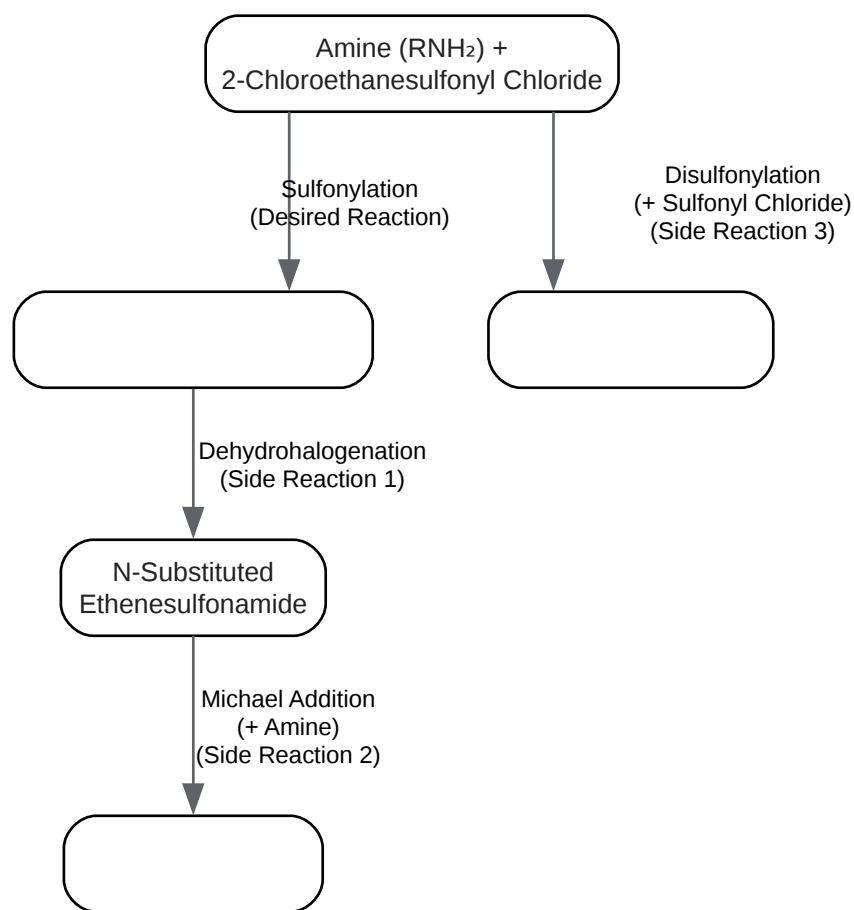 Amine (RNH₂) +
2-Chloroethanesulfonyl Chloride
Sulfonylation
(Desired Reaction)
Disulfonylation
(+ Sulfonyl Chloride)
(Side Reaction 3)
Dehydrohalogenation
(Side Reaction 1)
N-Substituted
Ethenesulfonamide
Michael Addition
(+ Amine)
(Side Reaction 2)